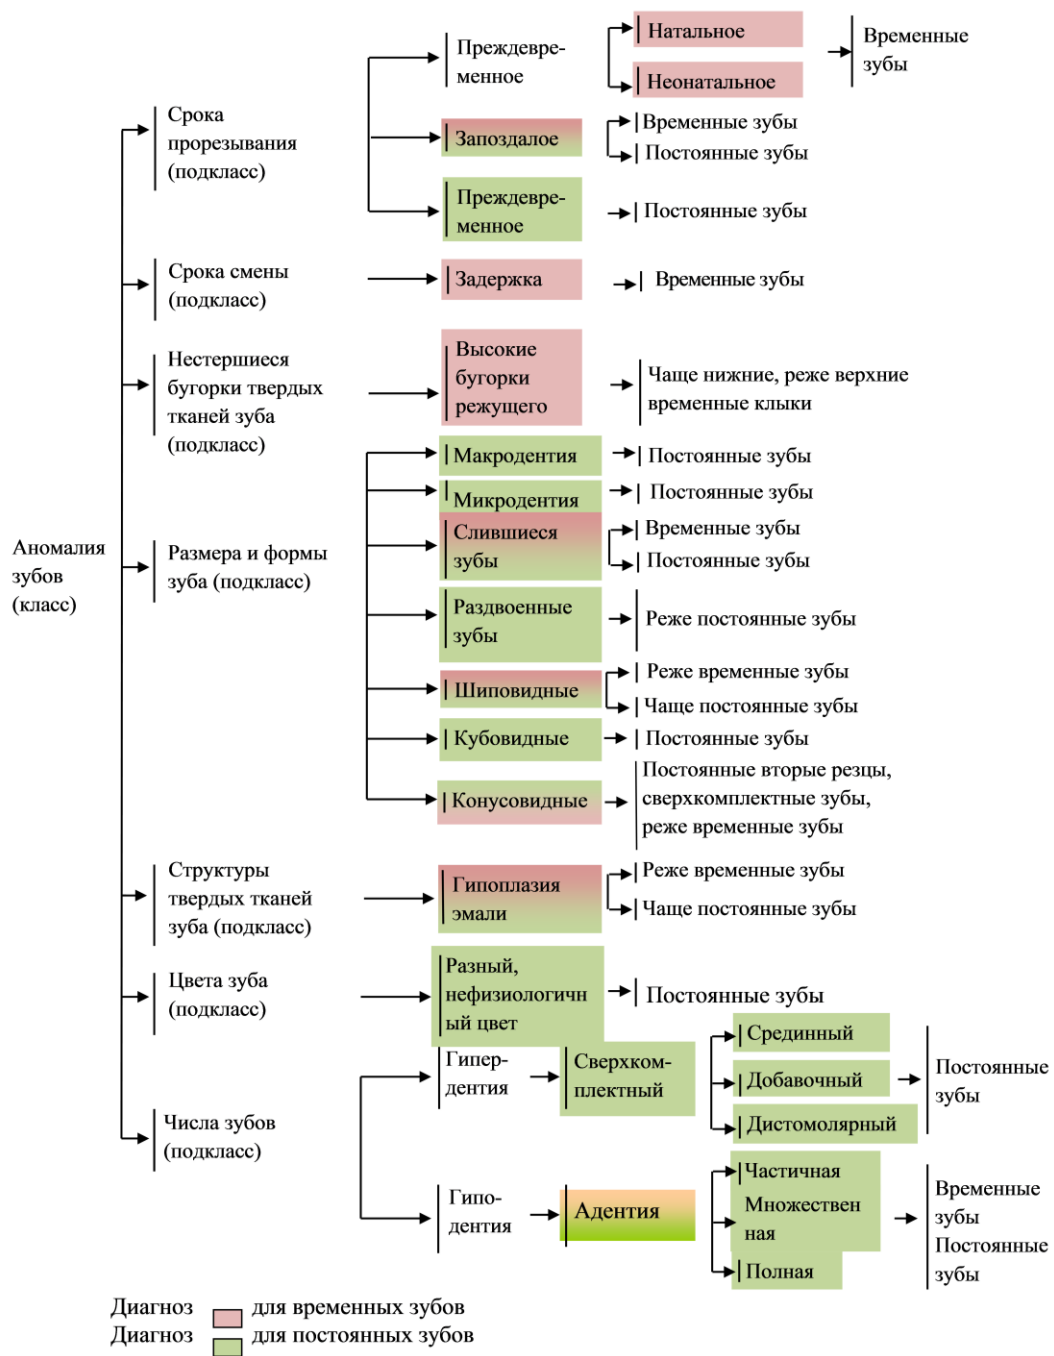 Аномалия
зубов
(класс)
Срока
прорезывания
(подкласс)
Преждевре-
менное
Натальное
Неонатальное
Временные
зубы
Запоздалое
Временные зубы
Постоянные зубы
Преждевре-
менное
Постоянные зубы
Срока смены
(подкласс)
Задержка
Временные зубы
Нестершиеся
бугорки твердых
тканей зуба
(подкласс)
Высокие
бугорки
режущего
Чаще нижние, реже верхние
временные клыки
Размера и формы
зуба (подкласс)
Макродентия
Постоянные зубы
Микродентия
Постоянные зубы
Слившиеся
зубы
Временные зубы
Постоянные зубы
Раздвоенные
зубы
Реже постоянные зубы
Шиповидные
Реже временные зубы
Чаще постоянные зубы
Кубовидные
Постоянные зубы
Конусовидные
Постоянные вторые резцы,
сверхкомплектные зубы,
реже временные зубы
Структуры
твердых тканей
зуба (подкласс)
Гипоплазия
эмали
Реже временные зубы
Чаще постоянные зубы
Цвета зуба
(подкласс)
Разный,
нефизиологичн
ый цвет
Постоянные зубы
Числа зубов
(подкласс)
Гипер-
дентия
Сверхком-
плектный
Срединный
Добавочный
Дистомолярный
Постоянные
зубы
Гипо-
дентия
Адентия
Частичная
Множествен
ная
Полная
Временные
зубы
Постоянные
зубы
Диагноз для временных зубов
Диагноз для постоянных зубов